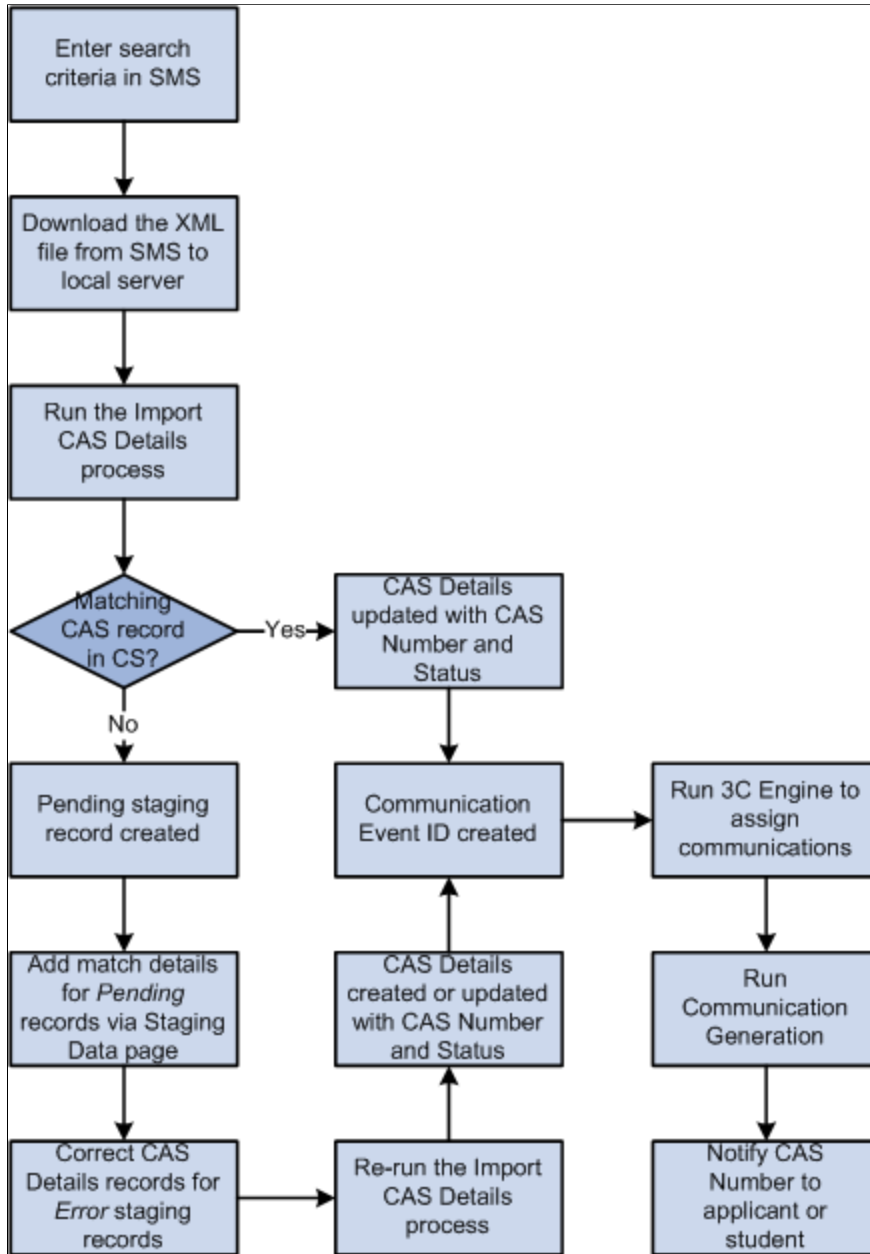 Enter search
criteria in SMS
Download the XML
file from SMS to
local server
Run the Import
CAS Details
process
Matching
CAS record
in CS?
Yes
CAS Details
updated with CAS
Number and
Status
No
Pending staging
record created
Communication
Event ID created
Run 3C Engine to
assign
communications
Add match details
for Pending
records via Staging
Data page
CAS Details
created or updated
with CAS Number
and Status
Run
Communication
Generation
Correct CAS
Details records for
Error staging
records
Re-run the Import
CAS Details
process
Notify CAS
Number to
applicant or
student